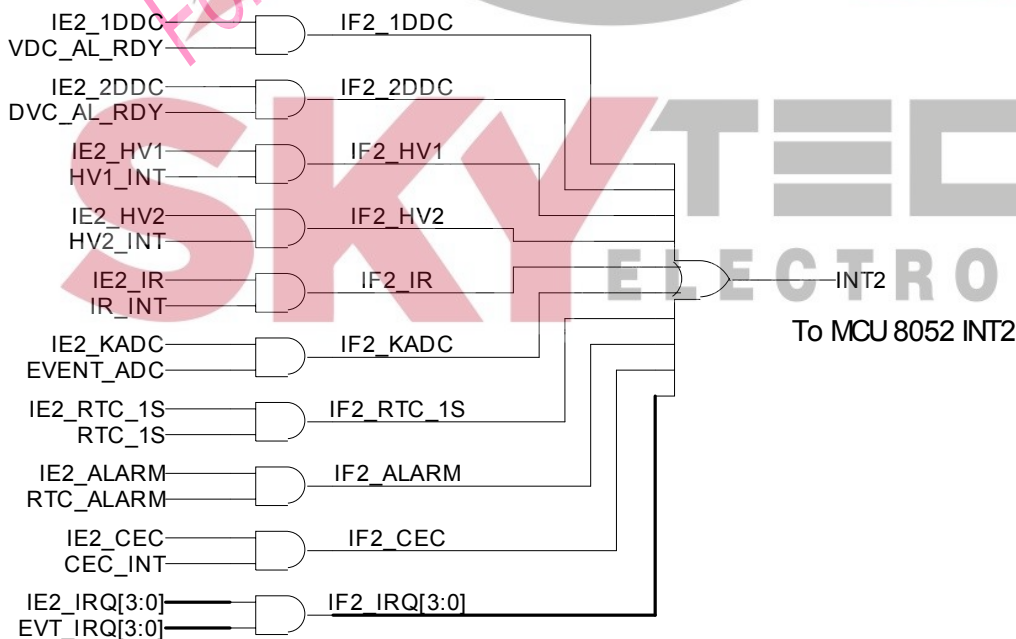 IE2_1DDC
VDC_AL_RDY
IF2_1DDC
IE2_2DDC
DVC_AL_RDY
IF2_2DDC
IE2_HV1
HV1_INT
IF2_HV1
IE2_HV2
HV2_INT
IF2_HV2
IE2_IR
IR_INT
IF2_IR
IE2_KADC
EVENT_ADC
IF2_KADC
IE2_RTC_1S
RTC_1S
IF2_RTC_1S
IE2_ALARM
RTC_ALARM
IF2_ALARM
IE2_CEC
CEC_INT
IF2_CEC
IE2_IRQ[3:0]
EVT_IRQ[3:0]
IF2_IRQ[3:0]
INT2
To MCU 8052 INT2
SKYTEC
ELECTRO